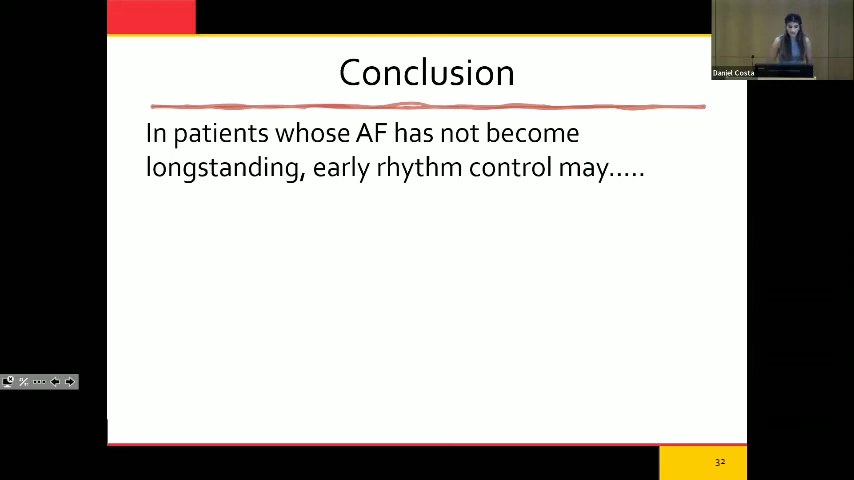 Conclusion
Daniel Costa
In patients whose AF has not become
longstanding, early rhythm control may.....
32